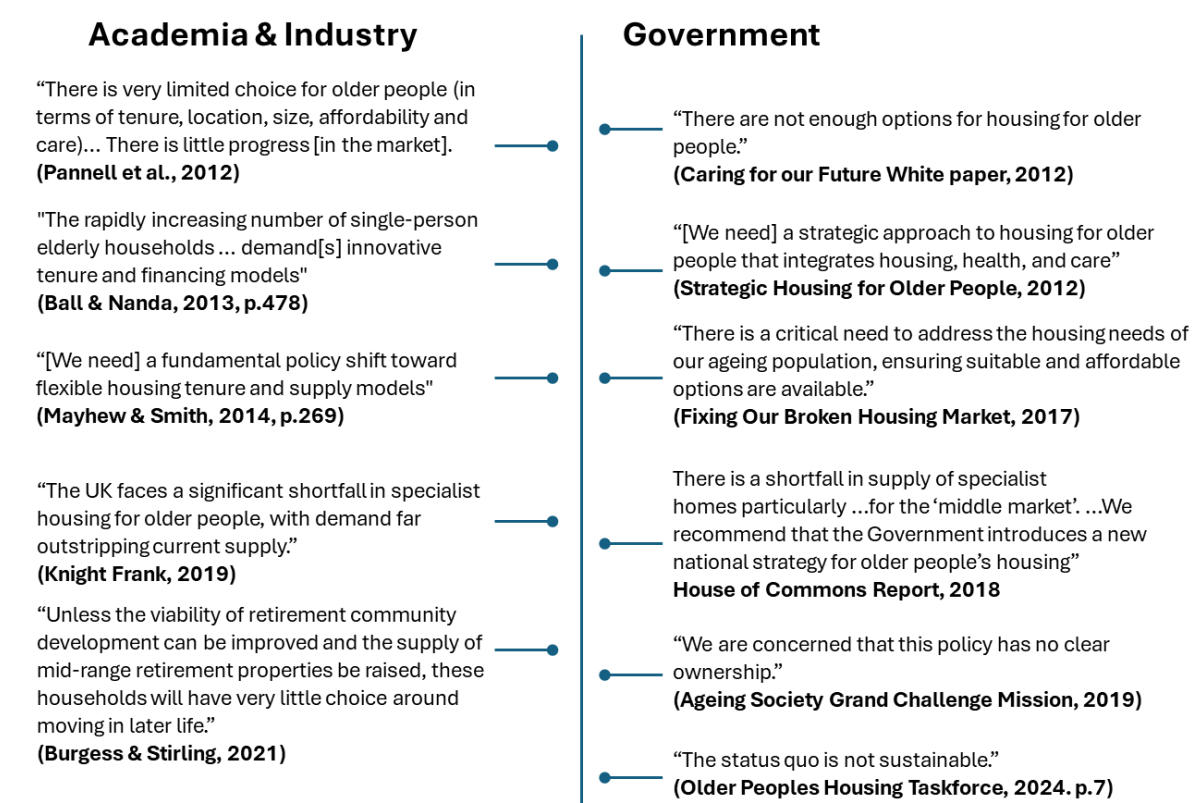 Academia & Industry
“There is very limited choice for older people (in
terms of tenure, location, size, affordability and
care)... There is little progress [in the market].
(Pannell et al., 2012)
"The rapidly increasing number of single-person
elderly households ... demand[s] innovative
tenure and financing models"
(Ball & Nanda, 2013, p.478)
“[We need] a fundamental policy shift toward
flexible housing tenure and supply models"
(Mayhew & Smith, 2014, p.269)
“The UK faces a significant shortfall in specialist
housing for older people, with demand far
outstripping current supply.”
(Knight Frank, 2019)
“Unless the viability of retirement community
development can be improved and the supply of
mid-range retirement properties be raised, these
households will have very little choice around
moving in later life.”
(Burgess & Stirling, 2021)
Government
“There are not enough options for housing for older
people.”
(Caring for our Future White paper, 2012)
“[We need] a strategic approach to housing for older
people that integrates housing, health, and care”
(Strategic Housing for Older People, 2012)
“There is a critical need to address the housing needs of
our ageing population, ensuring suitable and affordable
options are available.”
(Fixing Our Broken Housing Market, 2017)
There is a shortfall in supply of specialist
homes particularly ...for the ‘middle market’. ...We
recommend that the Government introduces a new
national strategy for older people’s housing”
House of Commons Report, 2018
“We are concerned that this policy has no clear
ownership.”
(Ageing Society Grand Challenge Mission, 2019)
“The status quo is not sustainable.”
(Older Peoples Housing Taskforce, 2024. p.7)